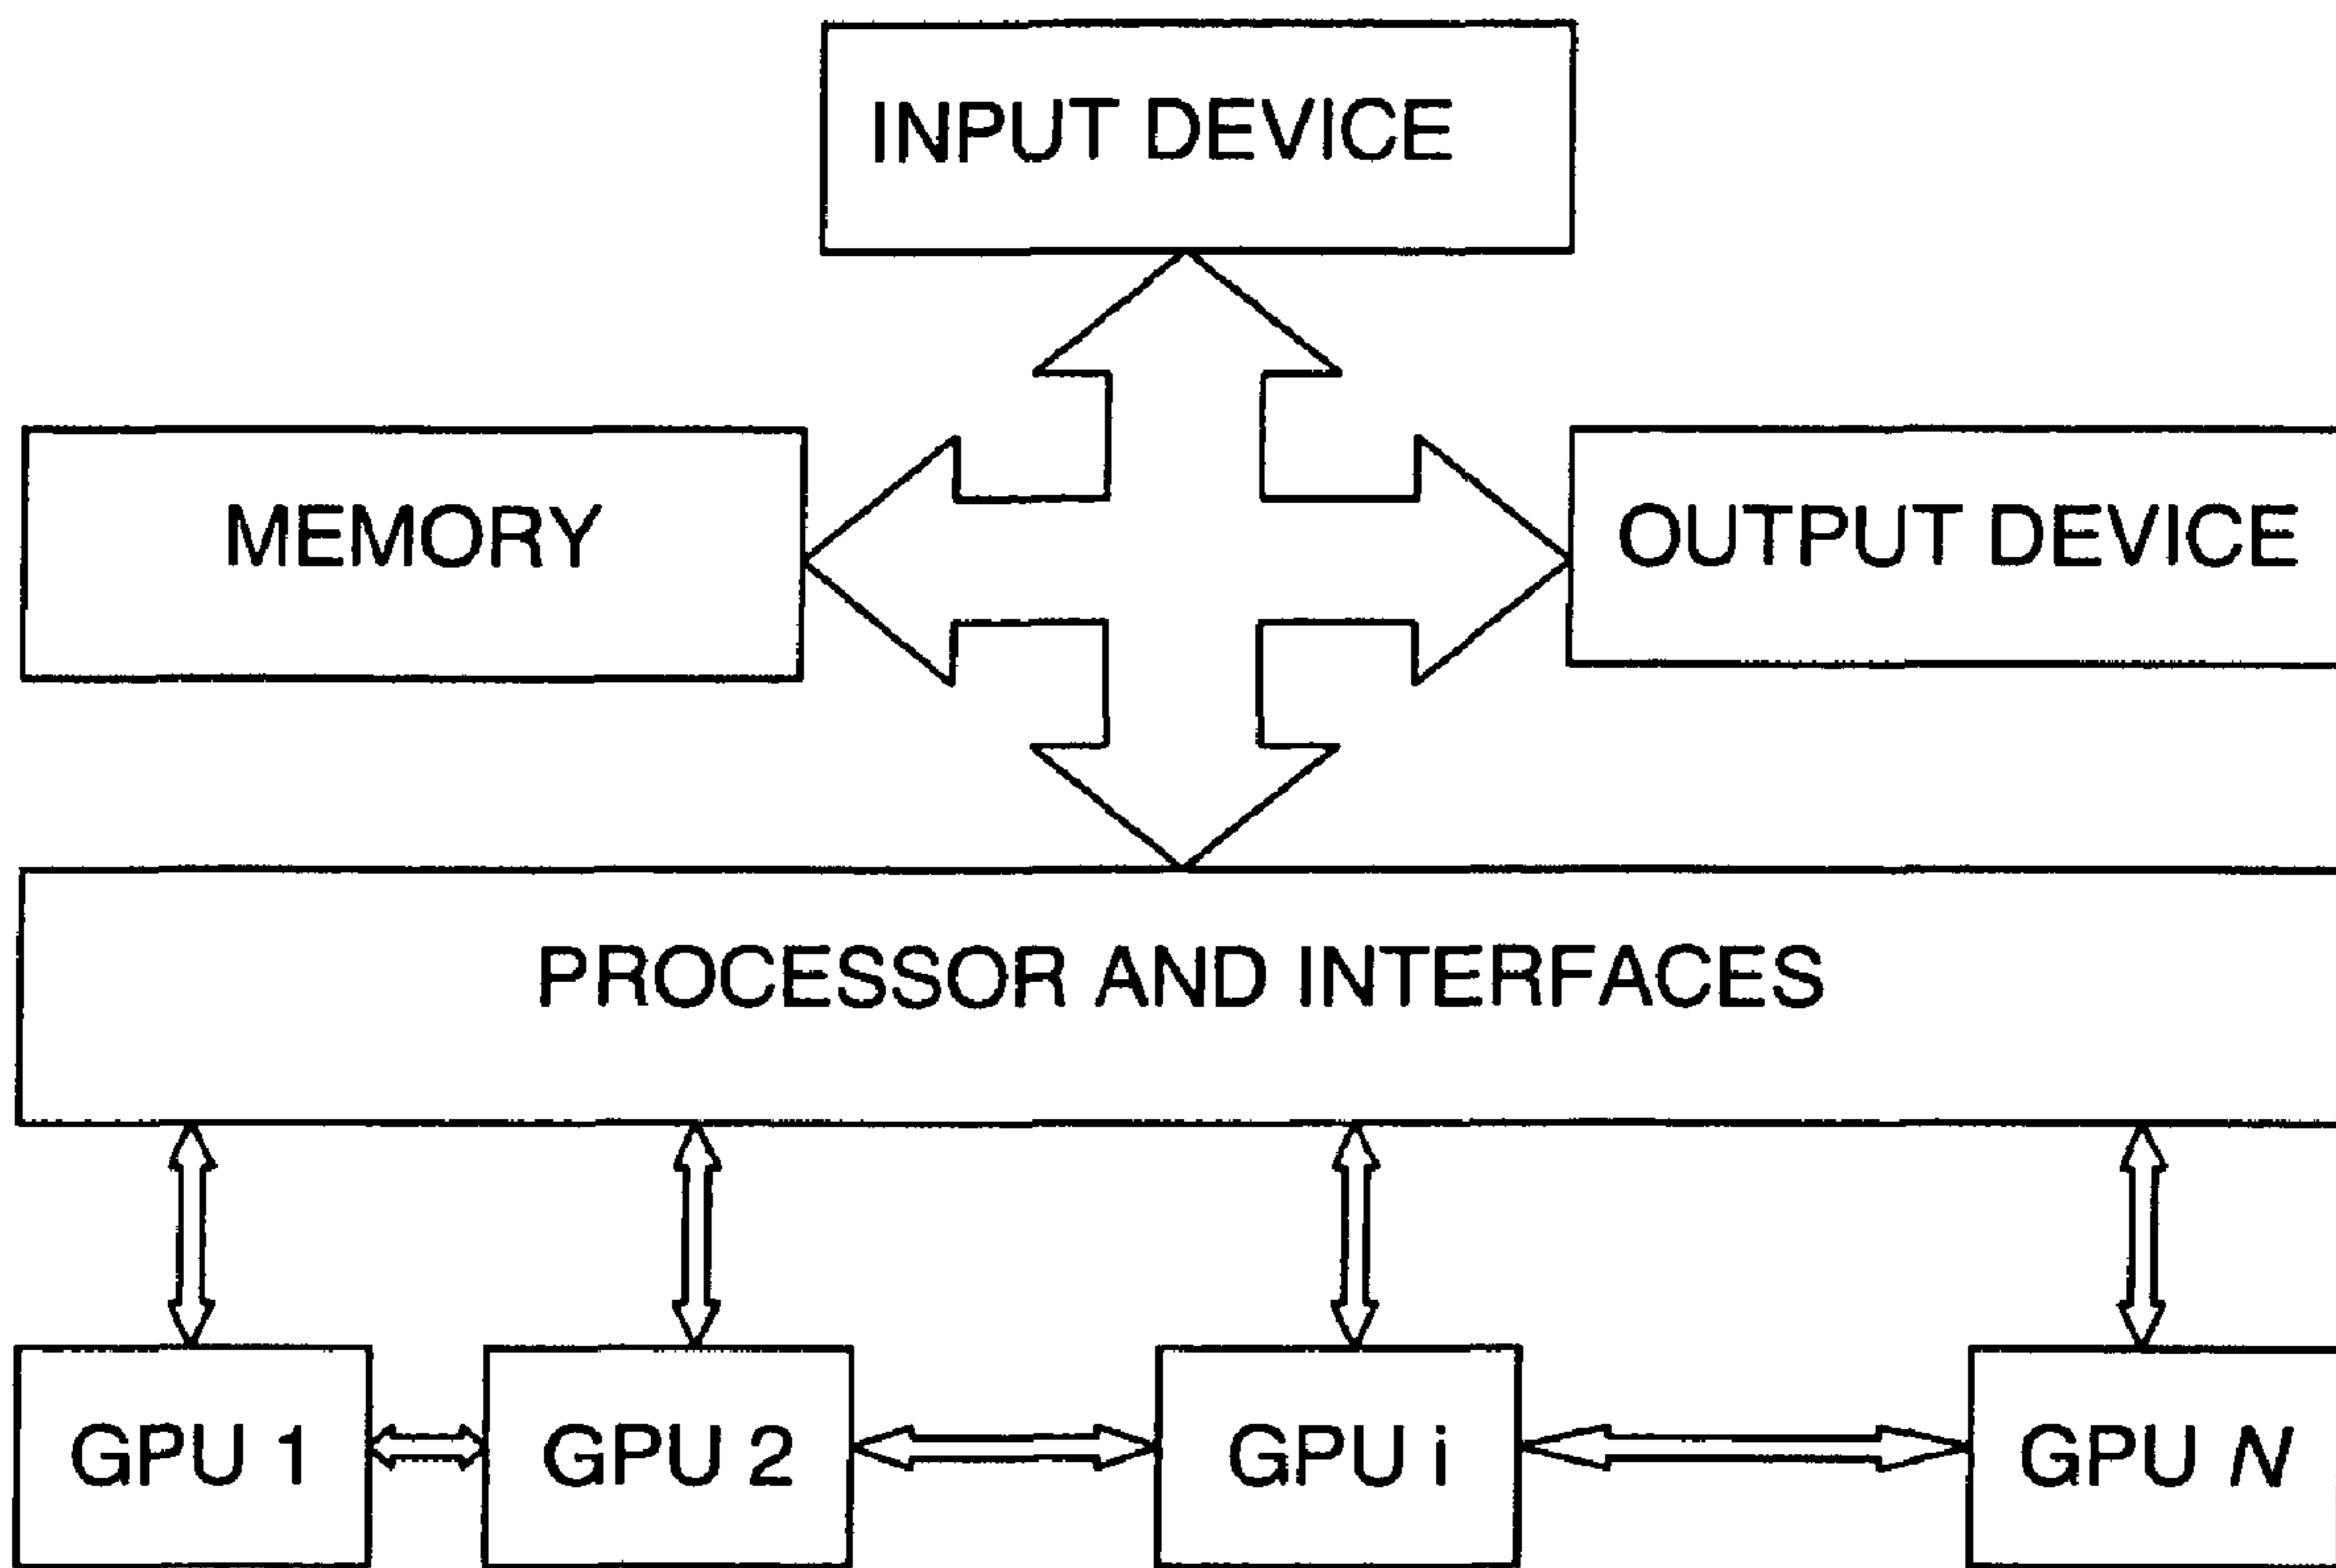 INPUT DEVICE
MEMORY
OUTPUT DEVICE
PROCESSOR AND INTERFACES
GPU 1
GPU 2
GPU i
GPU N